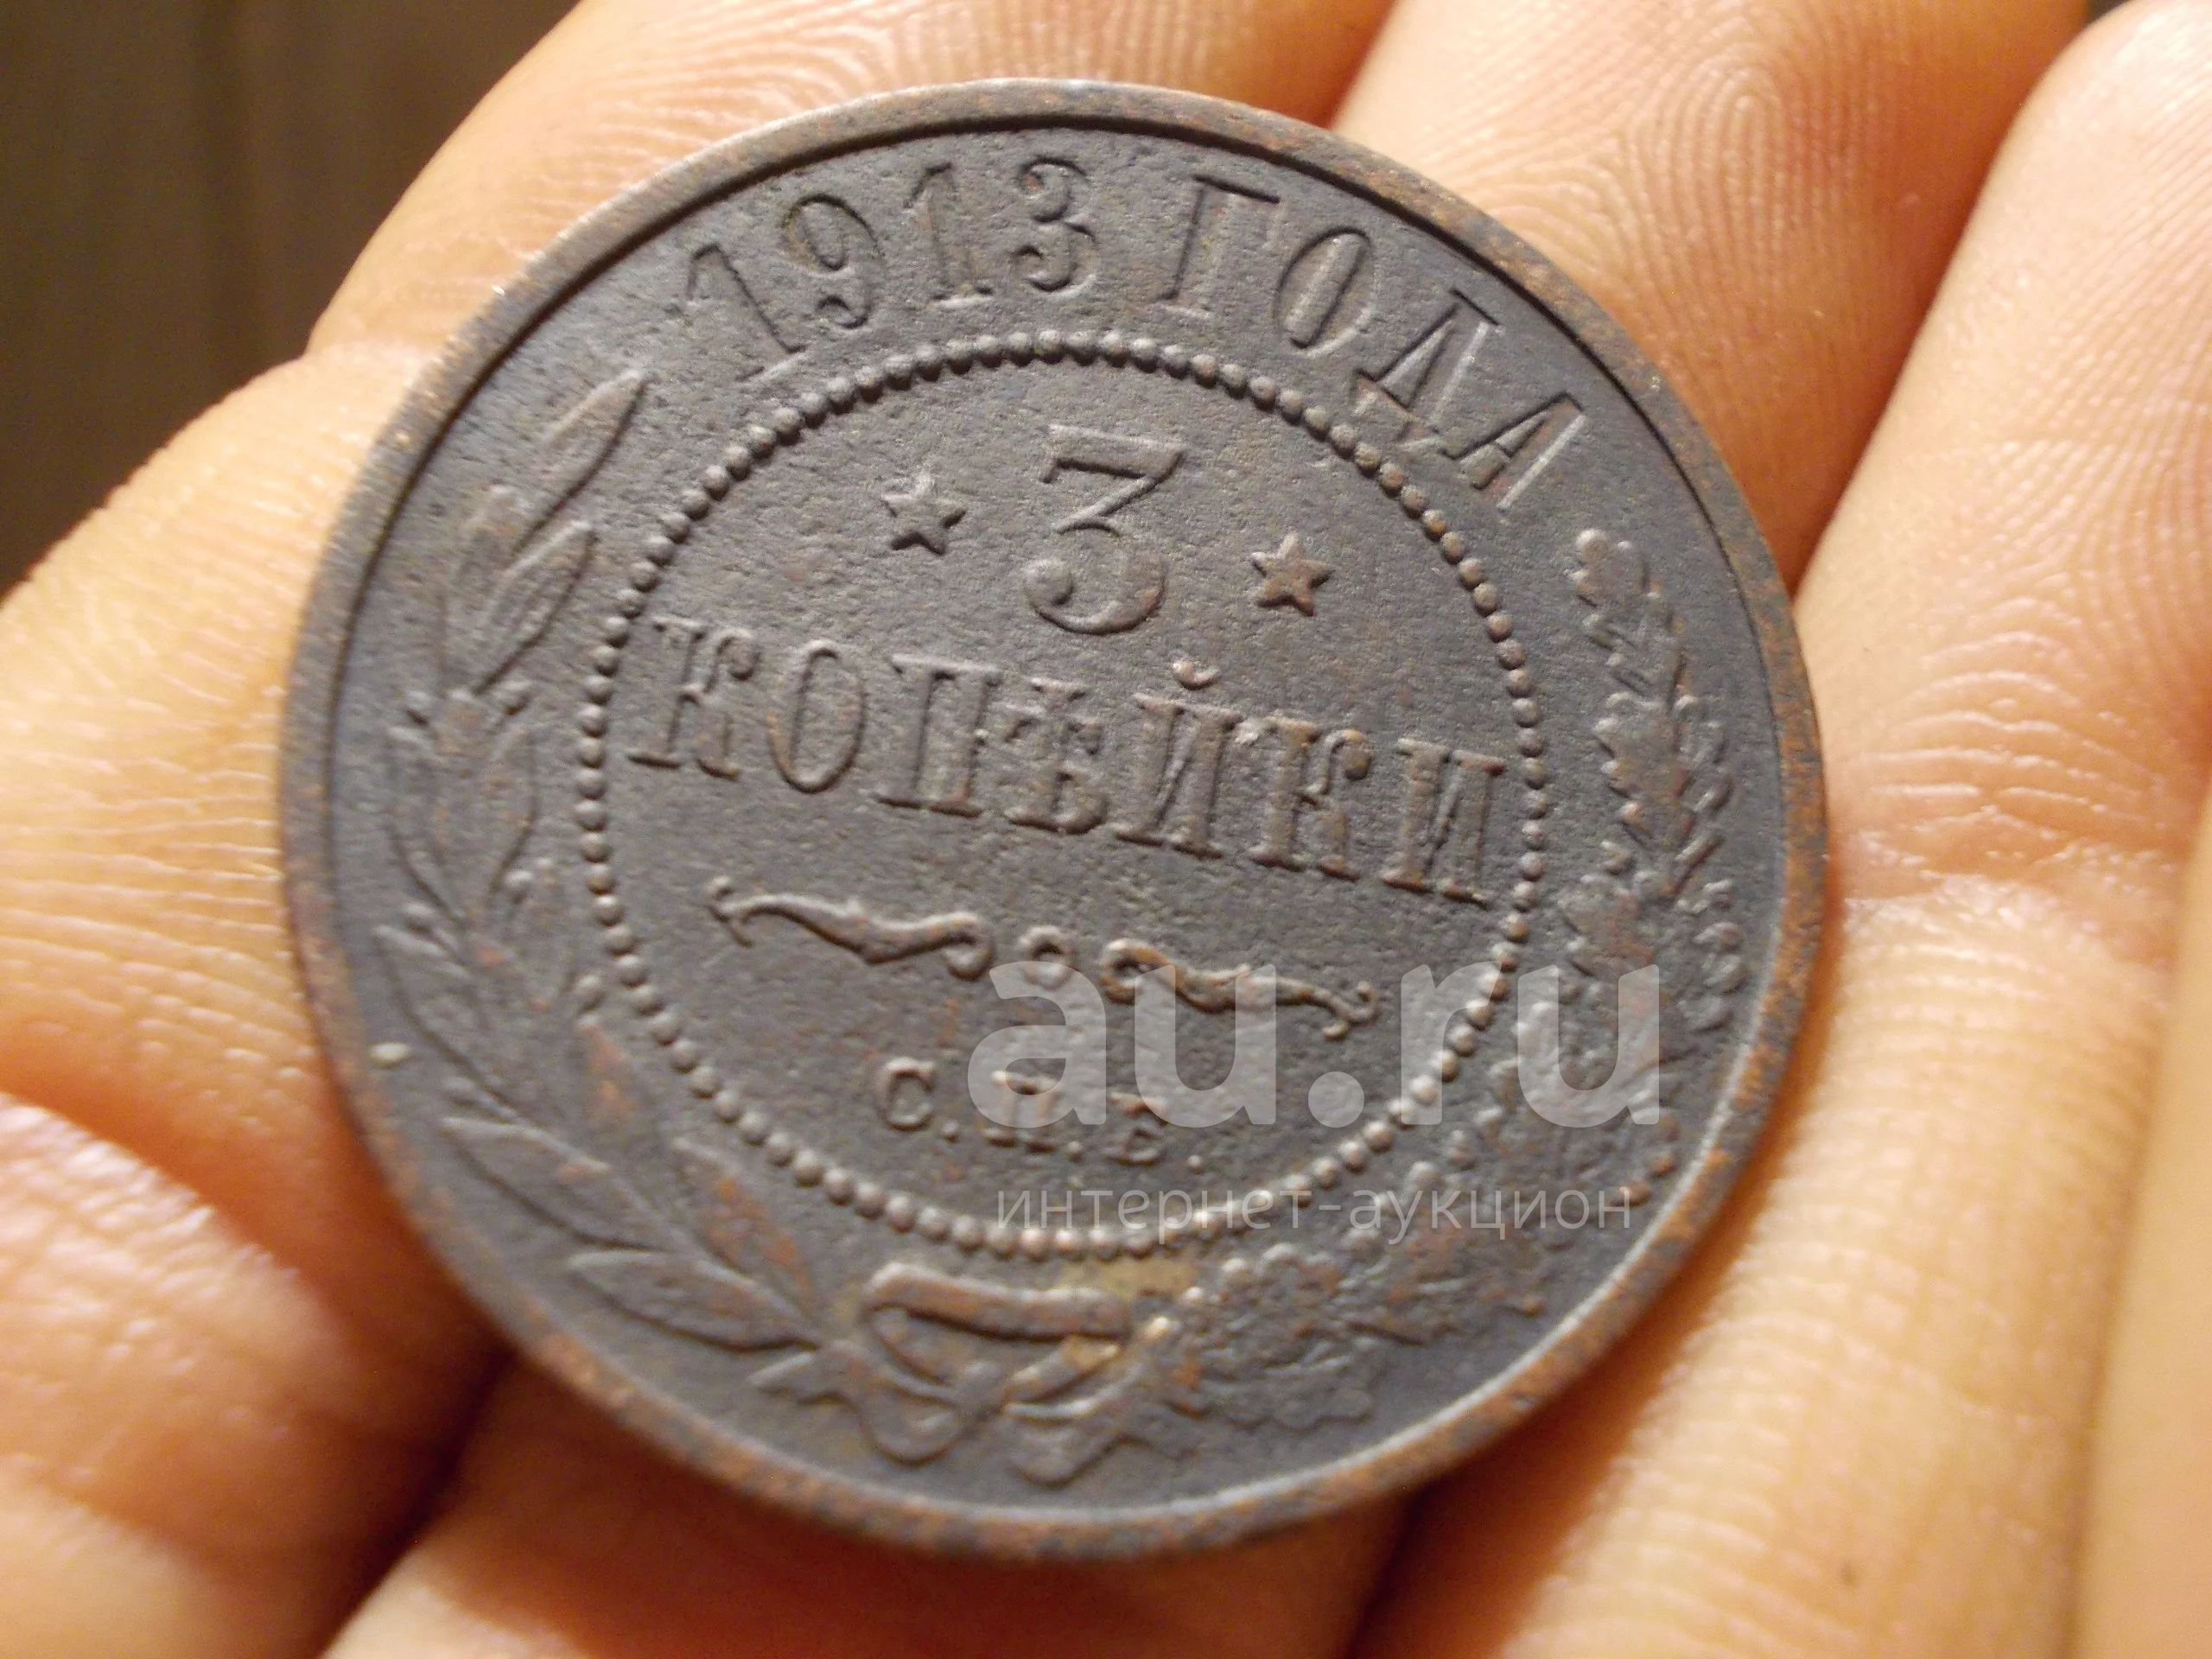 1913 ГОДА
3
КОПѢЙКИ
С.П.Б.
au.ru
интернет-аукцион